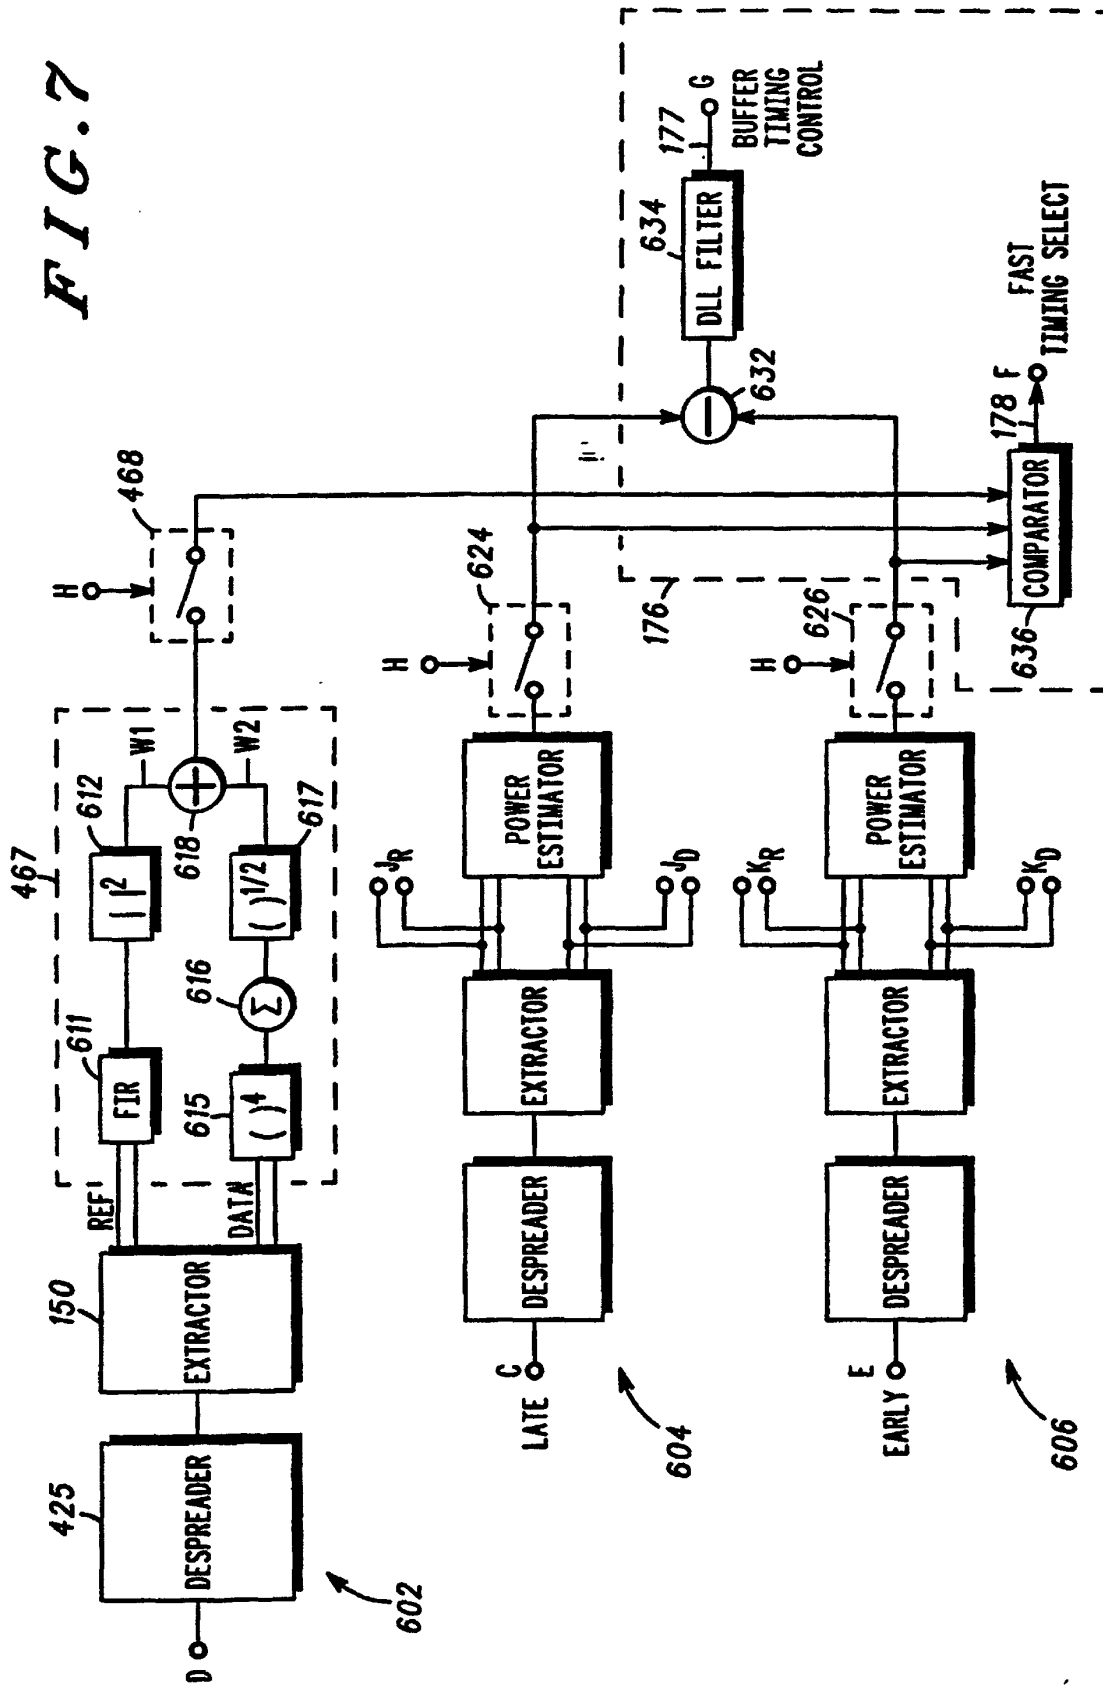 FIG.7
467
425
150
611
612
468
H
REF
FIR
| |²
W1
D
DESPREADER
EXTRACTOR
618
+
DATA
615
( )⁴
616
Σ
( )^1/2
617
W2
602
J_R
H
624
LATE
C
DESPREADER
EXTRACTOR
POWER
ESTIMATOR
J_D
604
176
634
DLL FILTER
177
G
BUFFER
TIMING
CONTROL
632
K_R
H
626
EARLY
E
DESPREADER
EXTRACTOR
POWER
ESTIMATOR
K_D
606
636
COMPARATOR
178
F
FAST
TIMING SELECT